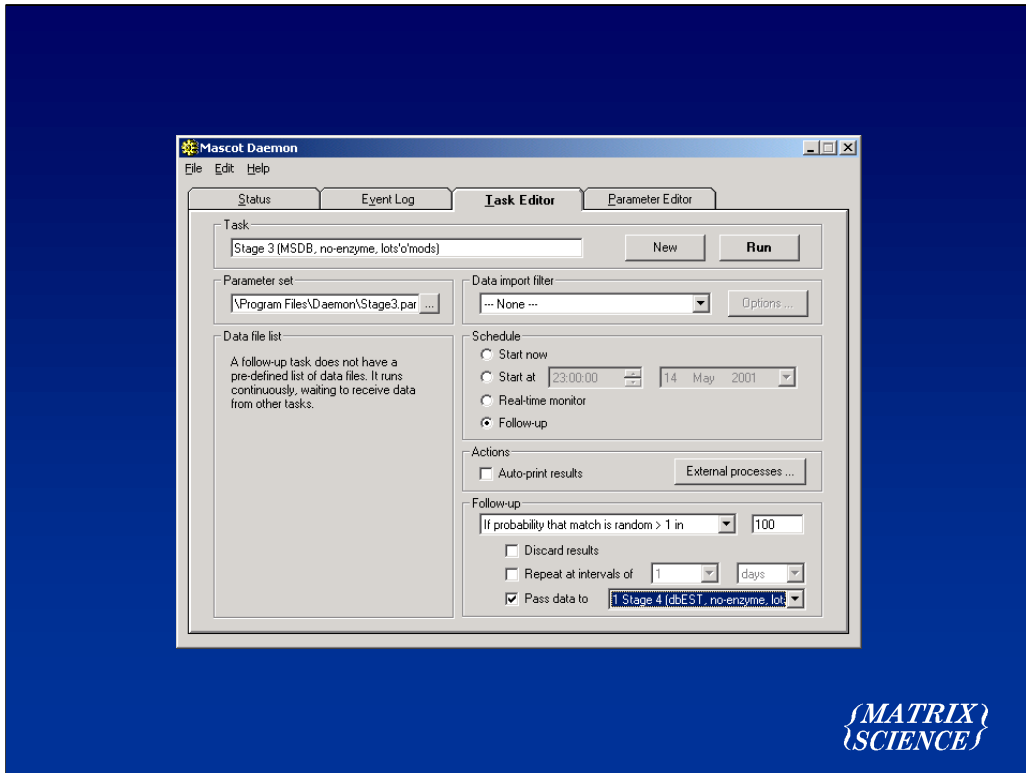 Mascot Daemon
File Edit Help
Status Event Log Task Editor Parameter Editor
Task
Stage 3 (MSDB, no-enzyme, lots'o'mods) New Run
Parameter set
\Program Files\Daemon\Stage3.par ...
Data import filter
--- None --- Options ...
Data file list
A follow-up task does not have a
pre-defined list of data files. It runs
continuously, waiting to receive data
from other tasks.
Schedule
Start now
Start at 23:00:00 14 May 2001
Real-time monitor
Follow-up
Actions
Auto-print results External processes ...
Follow-up
If probability that match is random > 1 in 100
Discard results
Repeat at intervals of 1 days
Pass data to 1 Stage 4 (dbEST, no-enzyme, lot
{MATRIX}
{SCIENCE}